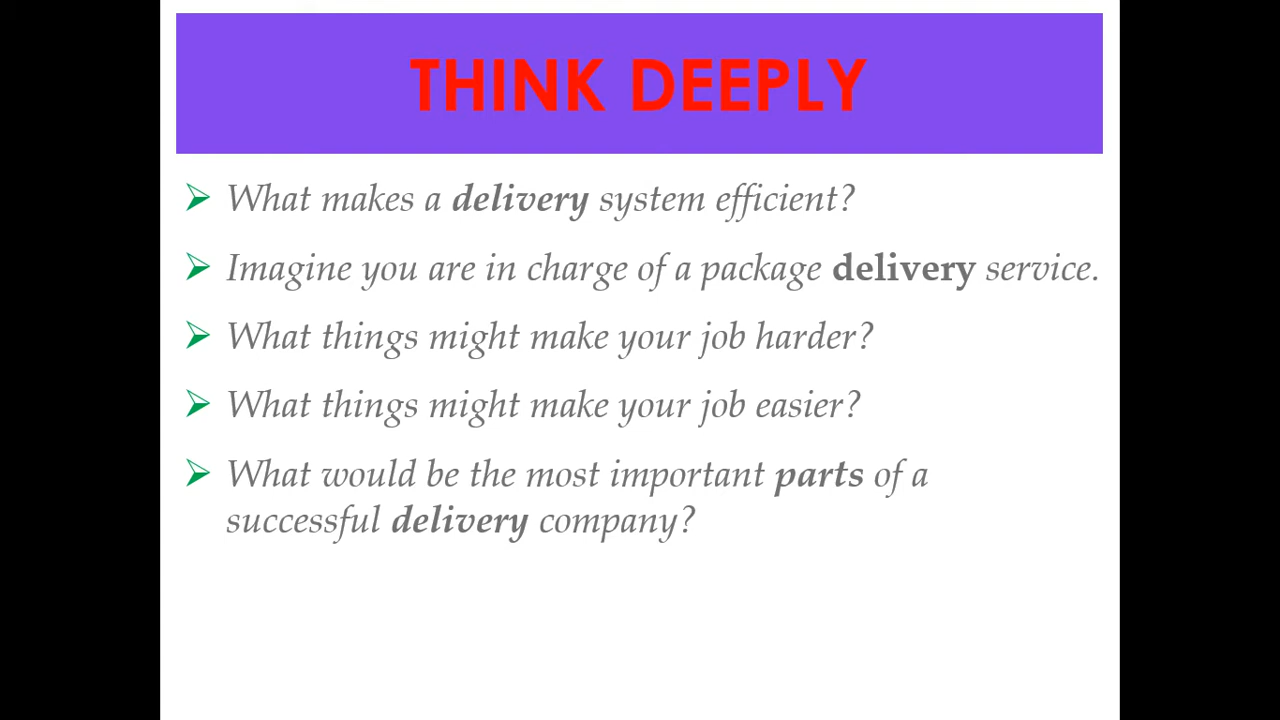 THINK DEEPLY
What makes a delivery system efficient?
Imagine you are in charge of a package delivery service.
What things might make your job harder?
What things might make your job easier?
What would be the most important parts of a
successful delivery company?